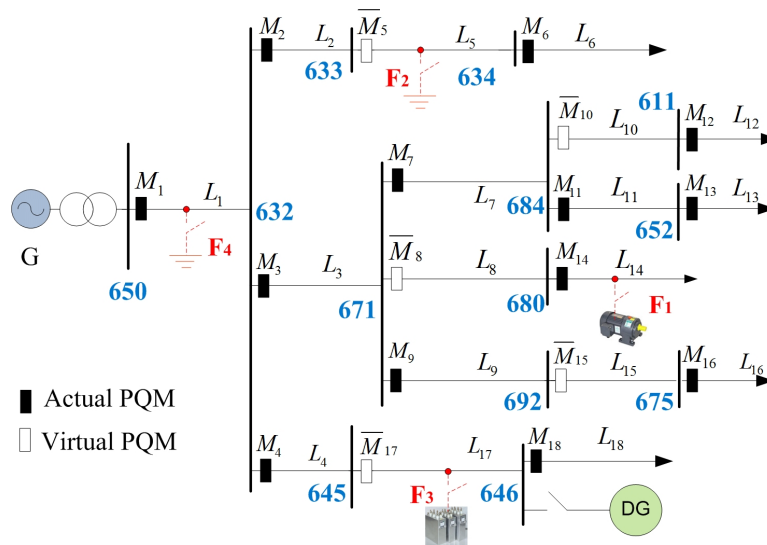 M₂ L₂ M̅₅ L₅ M₆ L₆
633 F₂ 634
611
M̅₁₀ L₁₀ M₁₂ L₁₂
M₇
M₁ L₁ L₇ M₁₁ L₁₁ M₁₃ L₁₃
632 684 652
G F₄
M₃ L₃ M̅₈ L₈ M₁₄ L₁₄
650 671 680 F₁
M₉ L₉ M̅₁₅ L₁₅ M₁₆ L₁₆
692 675
Actual PQM
Virtual PQM
M₄ L₄ M̅₁₇ L₁₇ M₁₈ L₁₈
645 F₃ 646
DG